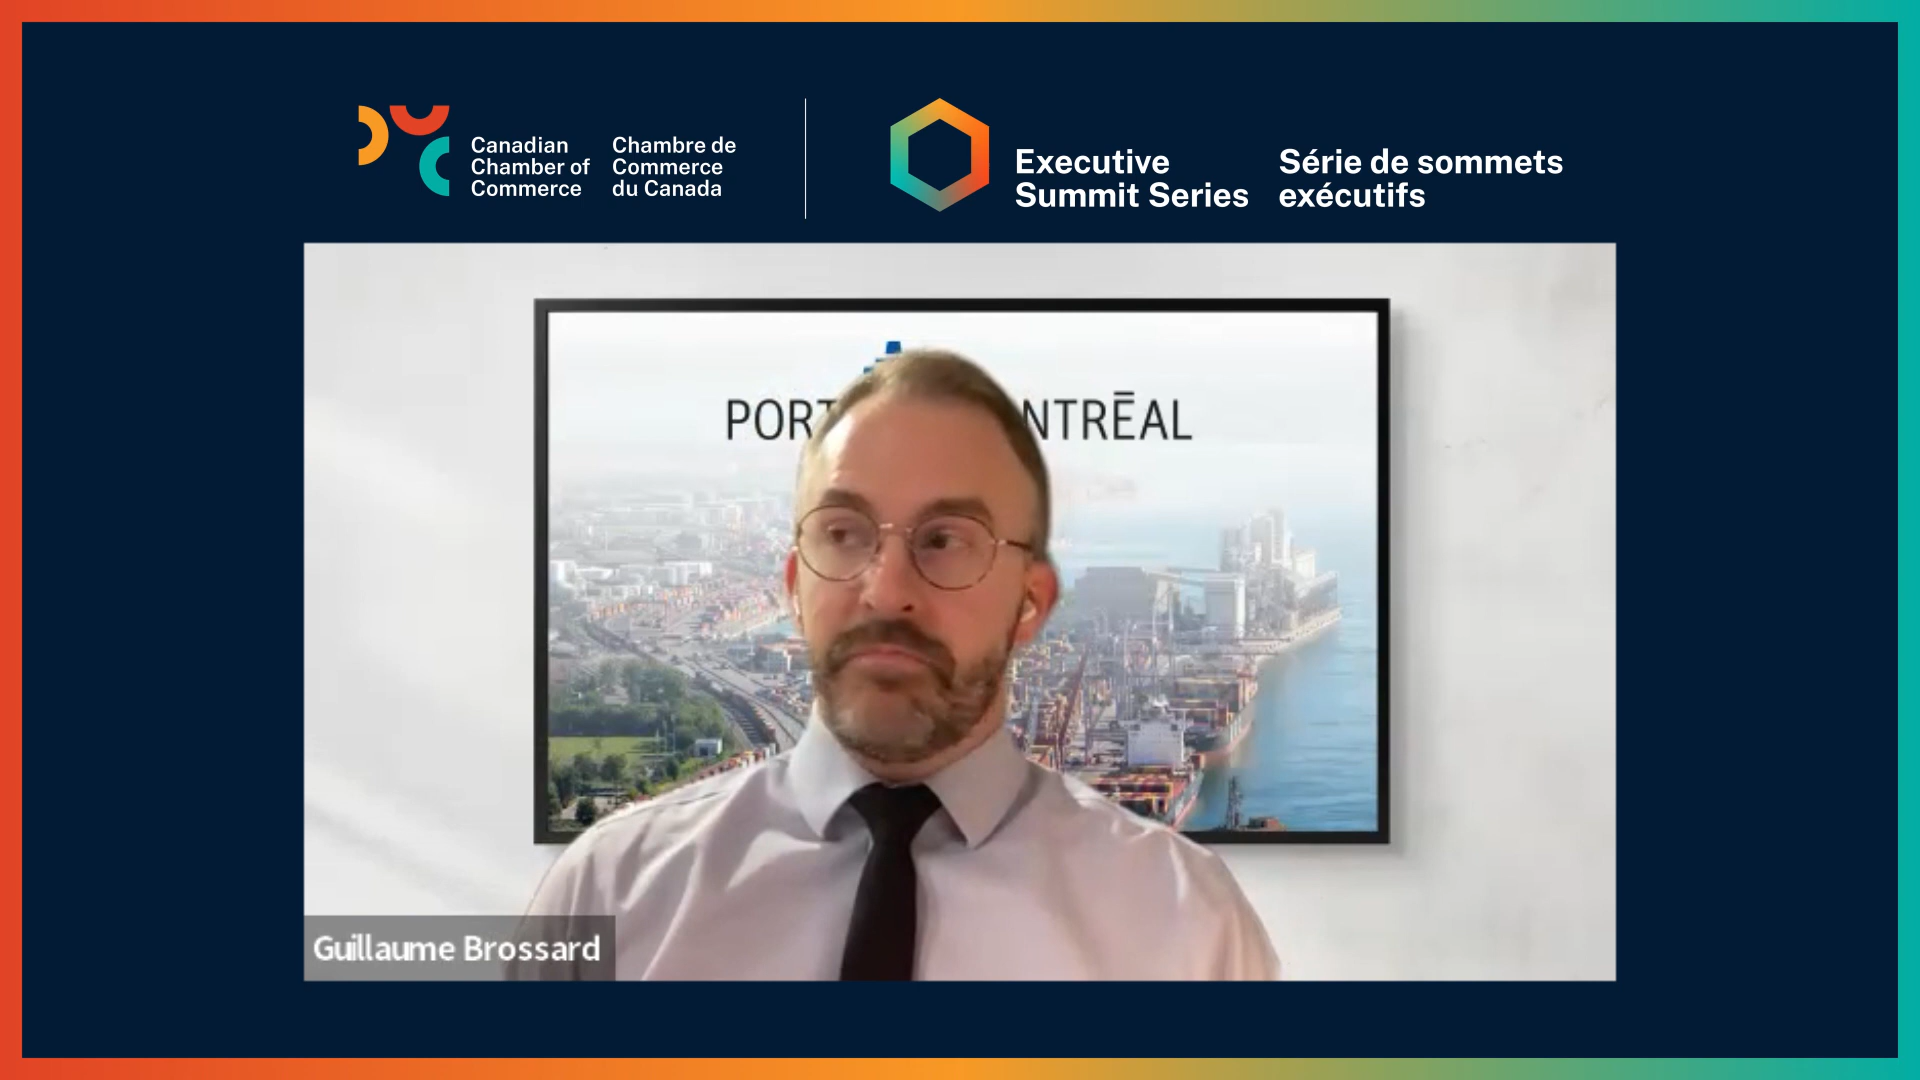 Canadian
Chamber of
Commerce
Chambre de
Commerce
du Canada
Executive
Summit Series
Série de sommets
exécutifs
PORT NTRĒAL
Guillaume Brossard